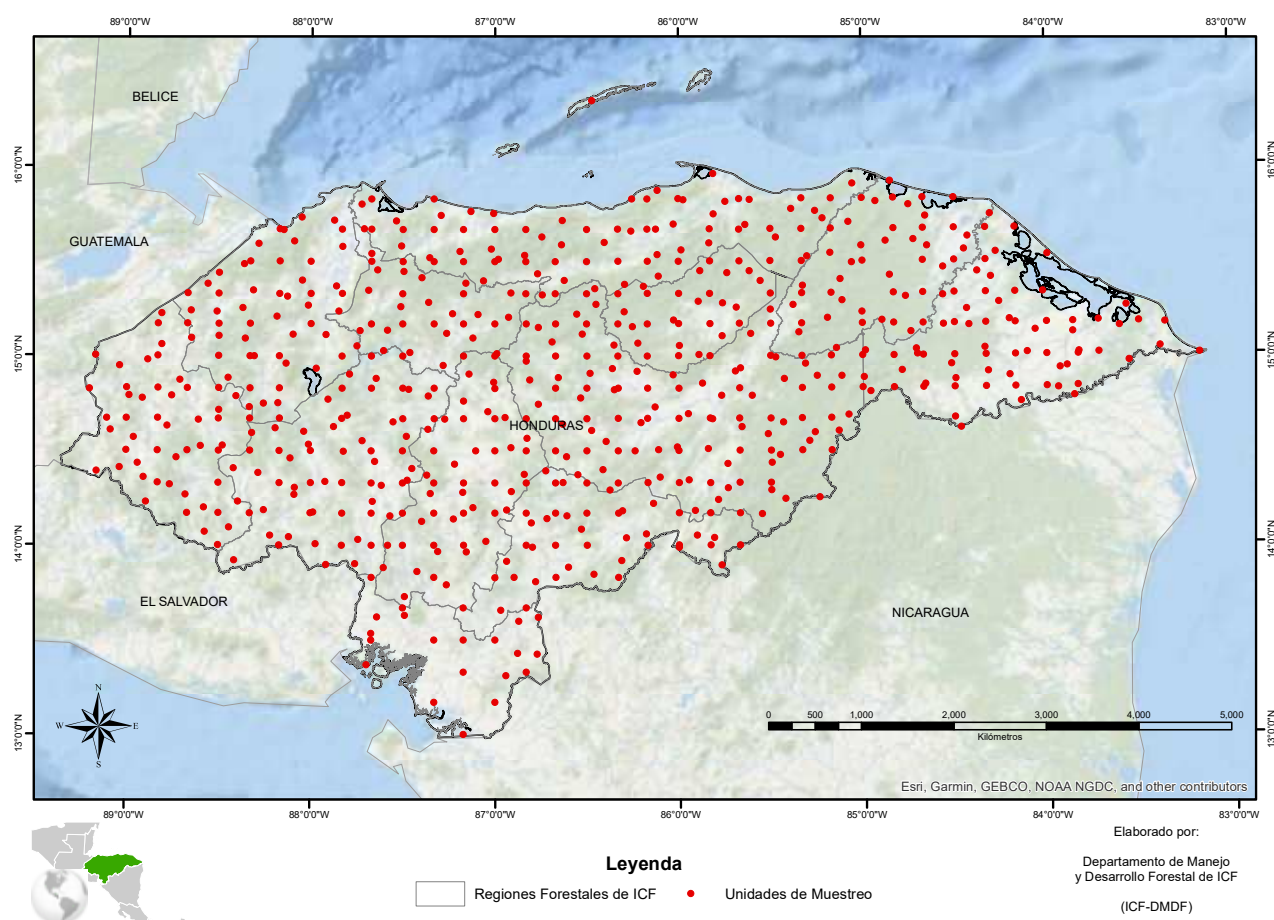 89°0'0"W 88°0'0"W 87°0'0"W 86°0'0"W 85°0'0"W 84°0'0"W 83°0'0"W
BELICE
16°0'0"N 16°0'0"N
GUATEMALA
15°0'0"N 15°0'0"N
HONDURAS
14°0'0"N 14°0'0"N
EL SALVADOR
NICARAGUA
N
W E
S
0 500 1,000 2,000 3,000 4,000 5,000
Kilómetros
13°0'0"N 13°0'0"N
Esri, Garmin, GEBCO, NOAA NGDC, and other contributors
89°0'0"W 88°0'0"W 87°0'0"W 86°0'0"W 85°0'0"W 84°0'0"W 83°0'0"W
Leyenda
Regiones Forestales de ICF Unidades de Muestreo
Elaborado por:
Departamento de Manejo
y Desarrollo Forestal de ICF
(ICF-DMDF)